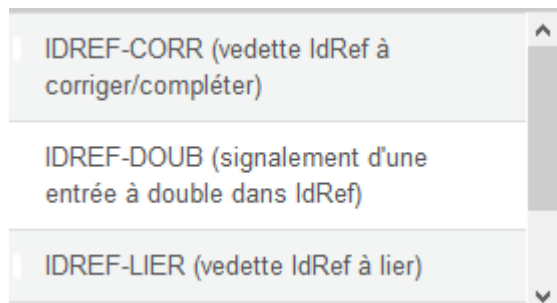 IDREF-CORR (vedette IdRef à
corriger/compléter)
IDREF-DOUB (signalement d'une
entrée à double dans IdRef)
IDREF-LIER (vedette IdRef à lier)